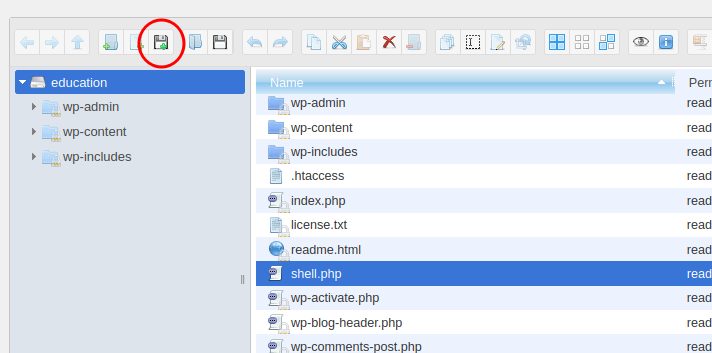 education
wp-admin
wp-content
wp-includes
Name Perm
wp-admin read
wp-content read
wp-includes read
.htaccess read
index.php read
license.txt read
readme.html read
shell.php read
wp-activate.php read
wp-blog-header.php read
wp-comments-post.php read